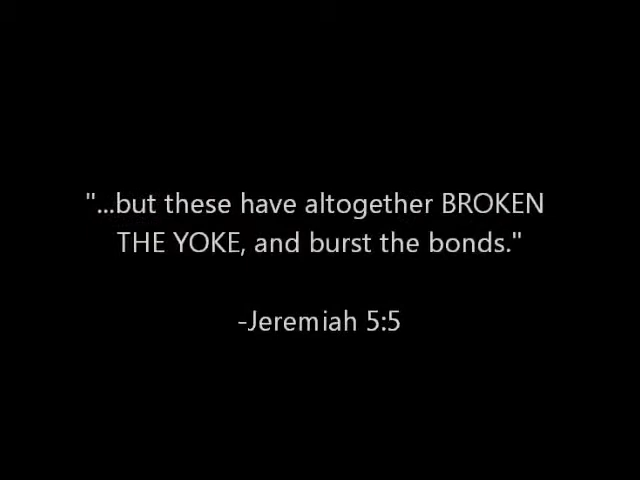 "...but these have altogether BROKEN
THE YOKE, and burst the bonds."
-Jeremiah 5:5